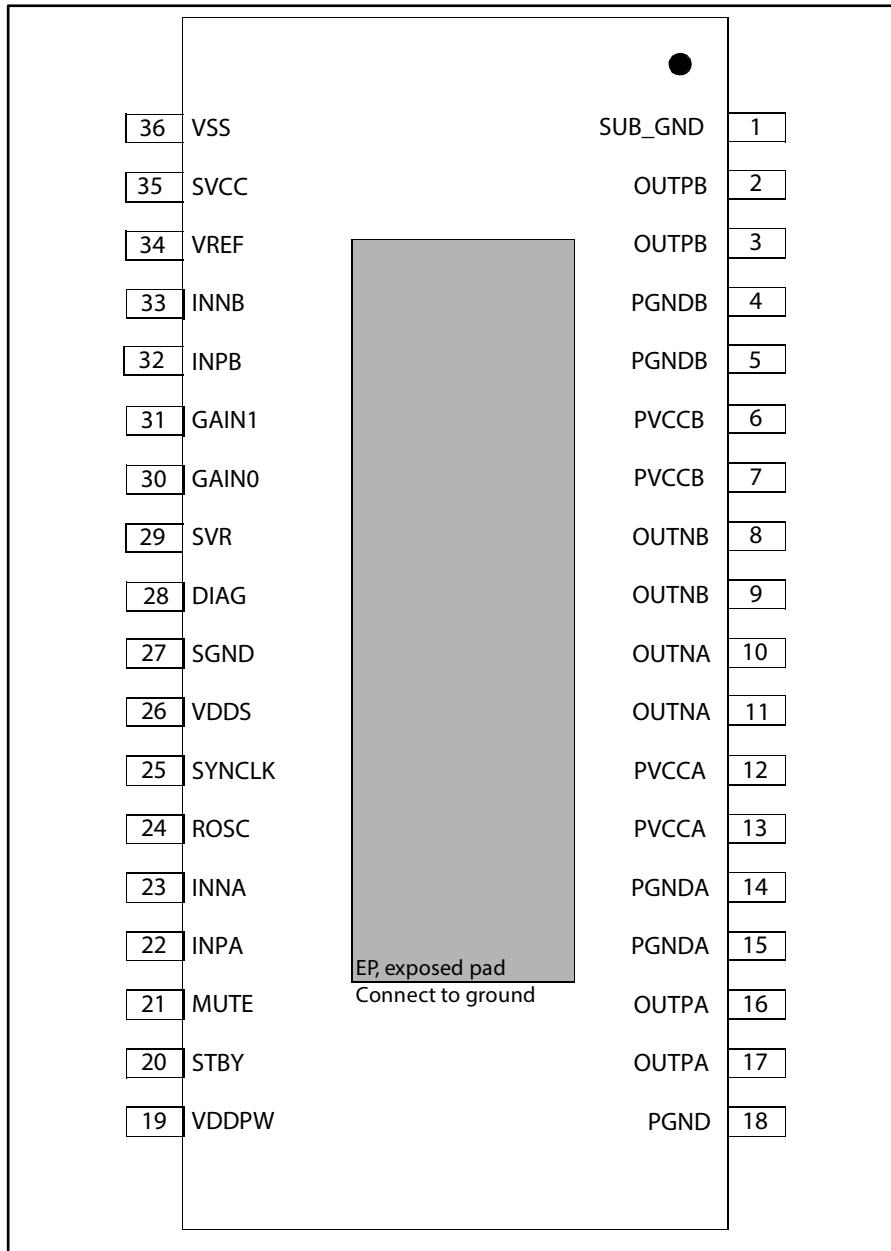 36 VSS SUB_GND 1
35 SVCC OUTPB 2
34 VREF OUTPB 3
33 INNB PGNDB 4
32 INPB PGNDB 5
31 GAIN1 PVCCB 6
30 GAIN0 PVCCB 7
29 SVR OUTNB 8
28 DIAG OUTNB 9
27 SGND OUTNA 10
26 VDDS OUTNA 11
25 SYNCLK PVCCA 12
24 ROSC PVCCA 13
23 INNA PGNDA 14
22 INPA PGNDA 15
EP, exposed pad
Connect to ground
21 MUTE OUTPA 16
20 STBY OUTPA 17
19 VDDPW PGND 18